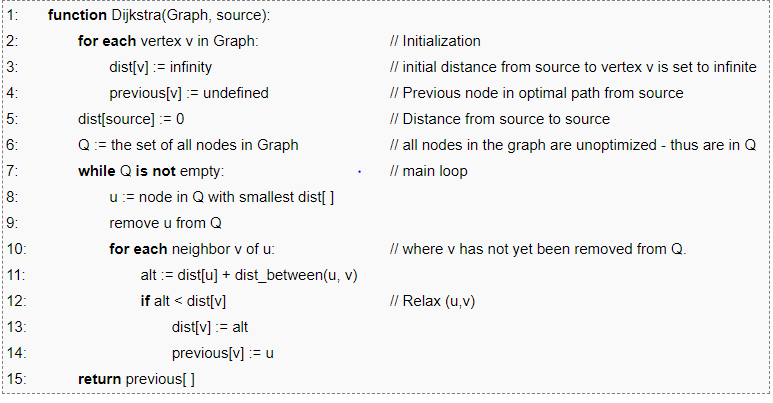 1: function Dijkstra(Graph, source):
2: for each vertex v in Graph: // Initialization
3: dist[v] := infinity // initial distance from source to vertex v is set to infinite
4: previous[v] := undefined // Previous node in optimal path from source
5: dist[source] := 0 // Distance from source to source
6: Q := the set of all nodes in Graph // all nodes in the graph are unoptimized - thus are in Q
7: while Q is not empty: // main loop
8: u := node in Q with smallest dist[ ]
9: remove u from Q
10: for each neighbor v of u: // where v has not yet been removed from Q.
11: alt := dist[u] + dist_between(u, v)
12: if alt < dist[v] // Relax (u,v)
13: dist[v] := alt
14: previous[v] := u
15: return previous[ ]